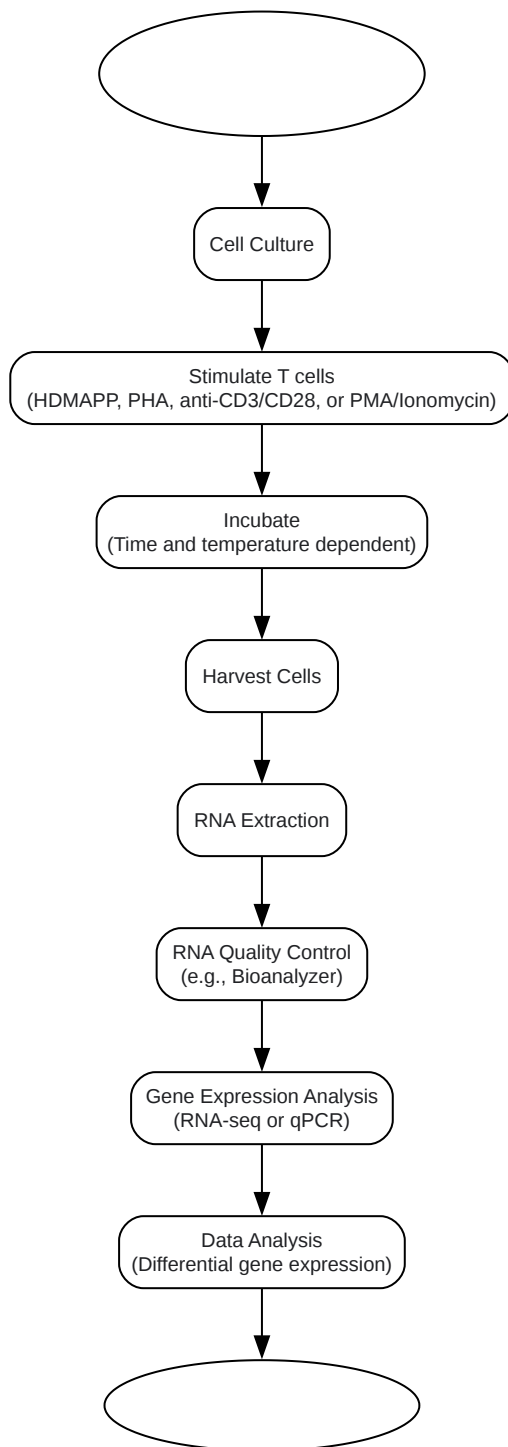 Cell Culture
Stimulate T cells
(HDMAPP, PHA, anti-CD3/CD28, or PMA/Ionomycin)
Incubate
(Time and temperature dependent)
Harvest Cells
RNA Extraction
RNA Quality Control
(e.g., Bioanalyzer)
Gene Expression Analysis
(RNA-seq or qPCR)
Data Analysis
(Differential gene expression)